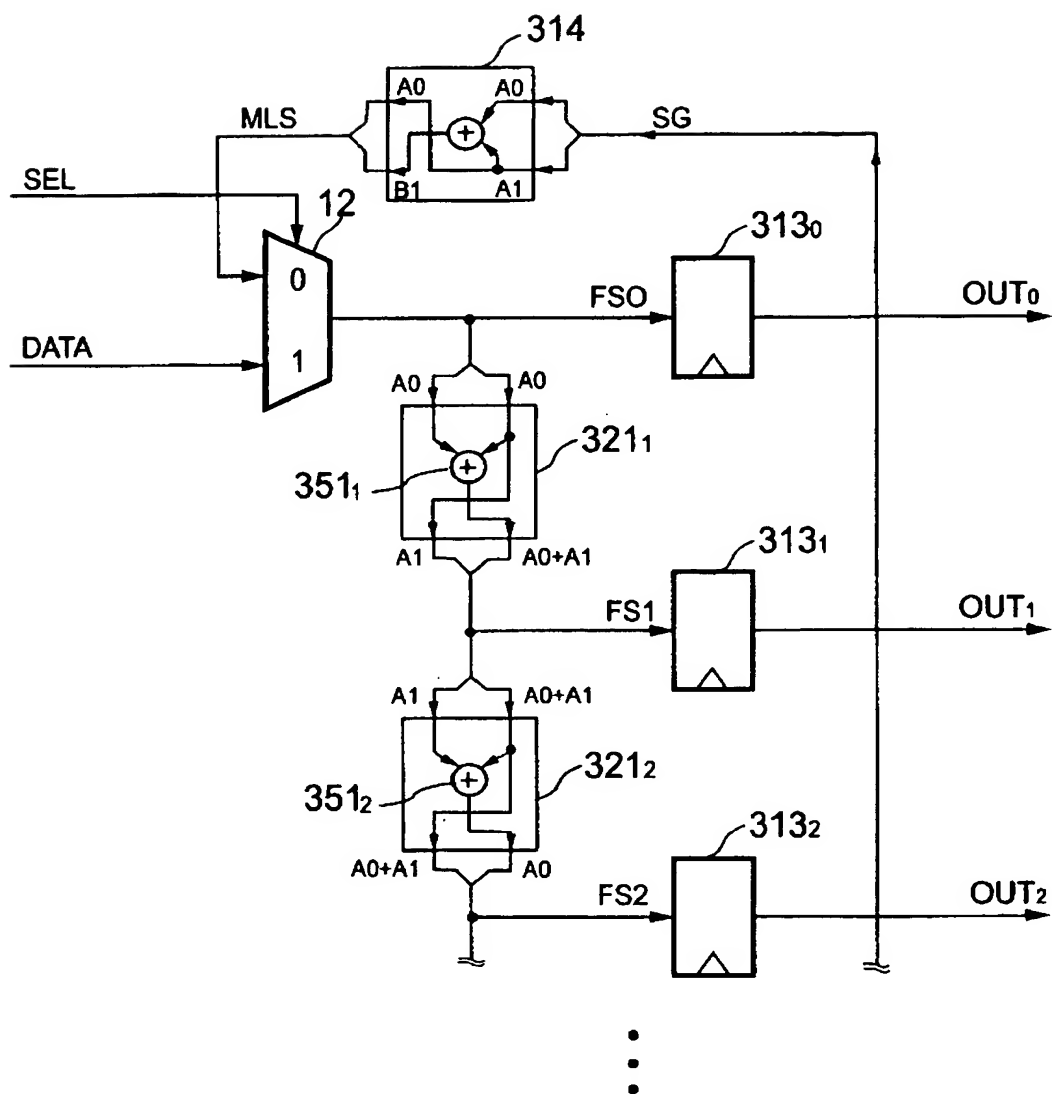 314
A0 A0
MLS SG
B1 A1
SEL
12
313₀
0
FSO OUT₀
DATA 1
A0 A0
321₁
351₁
A1 A0+A1
313₁
FS1 OUT₁
A1 A0+A1
321₂
351₂
313₂
A0+A1 A0
FS2 OUT₂